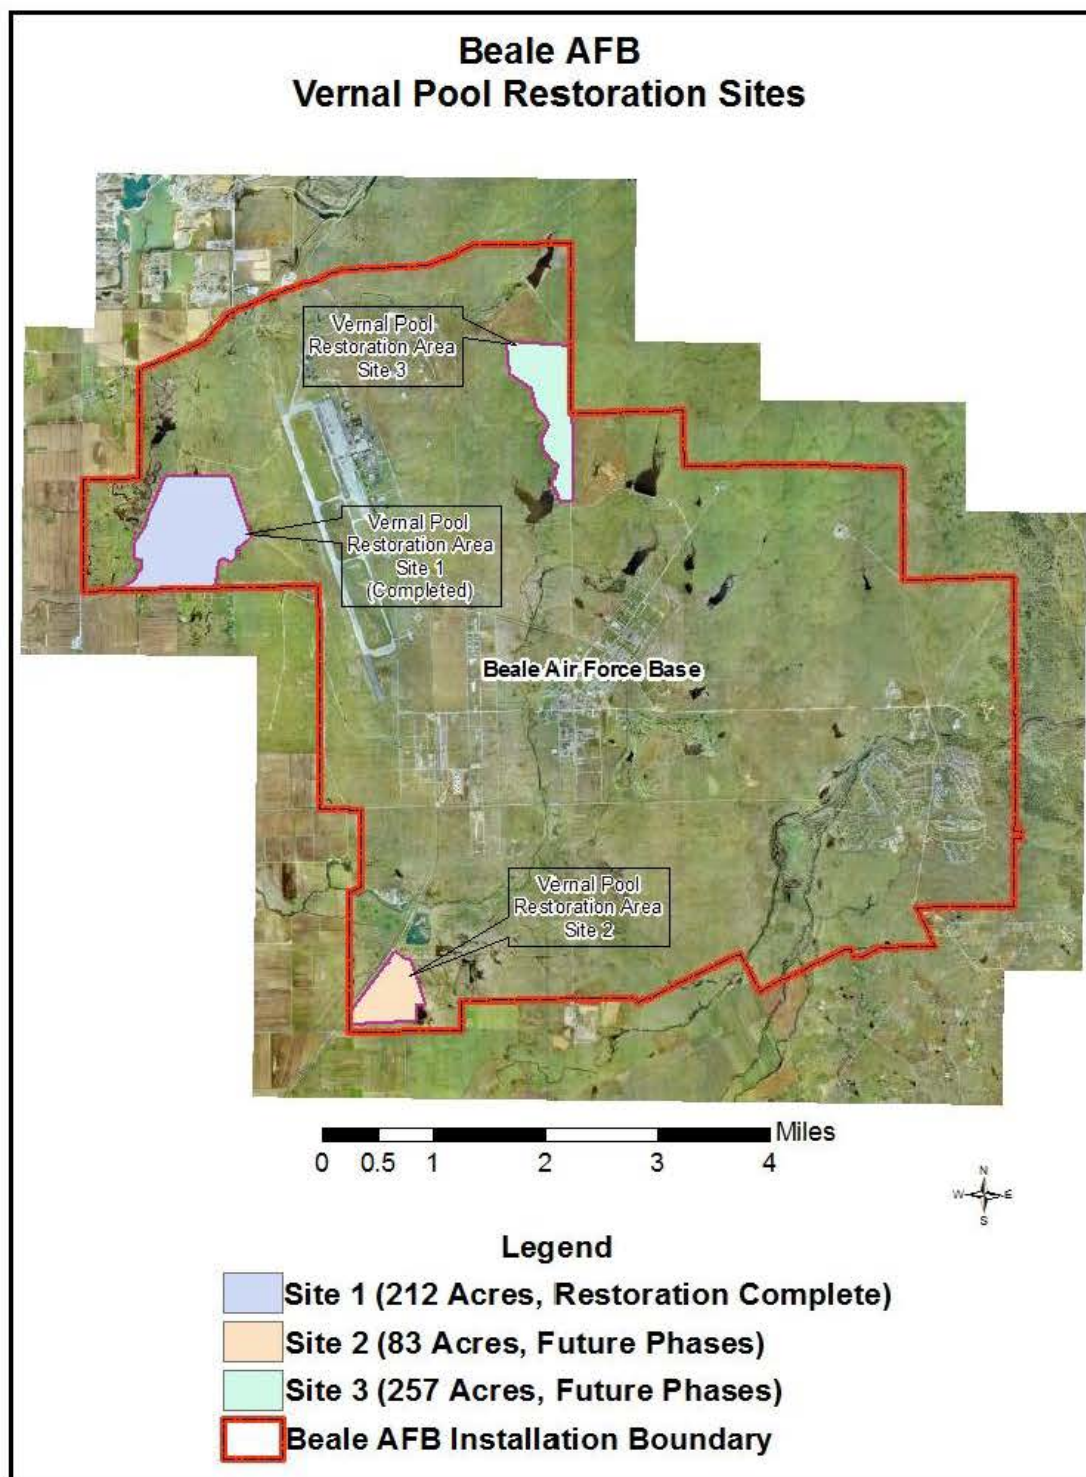 Beale AFB
Vernal Pool Restoration Sites
Vernal Pool
Restoration Area
Site 3
Vernal Pool
Restoration Area
Site 1
(Completed)
Beale Air Force Base
Vernal Pool
Restoration Area
Site 2
Miles
0 0.5 1 2 3 4
N
W E
S
Legend
Site 1 (212 Acres, Restoration Complete)
Site 2 (83 Acres, Future Phases)
Site 3 (257 Acres, Future Phases)
Beale AFB Installation Boundary